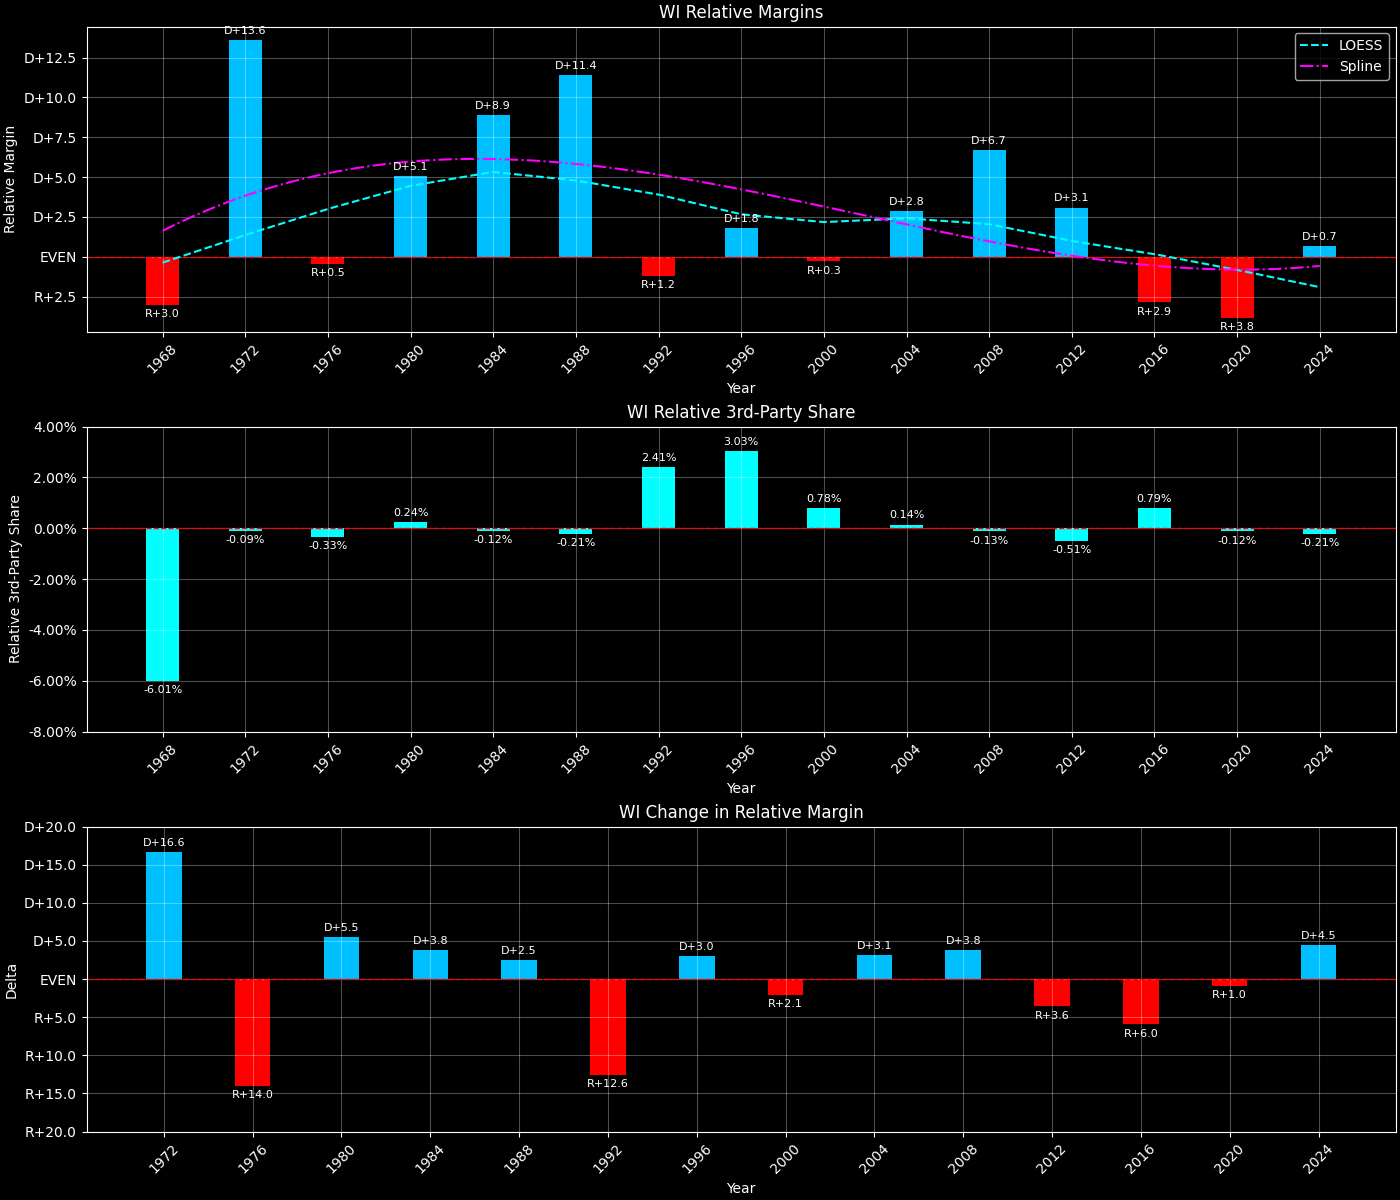 WI Relative Margins
Relative Margin
D+12.5
D+10.0
D+7.5
D+5.0
D+2.5
EVEN
R+2.5
LOESS
Spline
R+3.0
D+13.6
R+0.5
D+5.1
D+8.9
D+11.4
R+1.2
D+1.8
R+0.3
D+2.8
D+6.7
D+3.1
R+2.9
R+3.8
D+0.7
1968 1972 1976 1980 1984 1988 1992 1996 2000 2004 2008 2012 2016 2020 2024
Year
WI Relative 3rd-Party Share
Relative 3rd-Party Share
4.00%
2.00%
0.00%
-2.00%
-4.00%
-6.00%
-8.00%
-6.01%
-0.09%
-0.33%
0.24%
-0.12%
-0.21%
2.41%
3.03%
0.78%
0.14%
-0.13%
-0.51%
0.79%
-0.12%
-0.21%
1968 1972 1976 1980 1984 1988 1992 1996 2000 2004 2008 2012 2016 2020 2024
Year
WI Change in Relative Margin
Delta
D+20.0
D+15.0
D+10.0
D+5.0
EVEN
R+5.0
R+10.0
R+15.0
R+20.0
D+16.6
R+14.0
D+5.5
D+3.8
D+2.5
R+12.6
D+3.0
R+2.1
D+3.1
D+3.8
R+3.6
R+6.0
R+1.0
D+4.5
1972 1976 1980 1984 1988 1992 1996 2000 2004 2008 2012 2016 2020 2024
Year